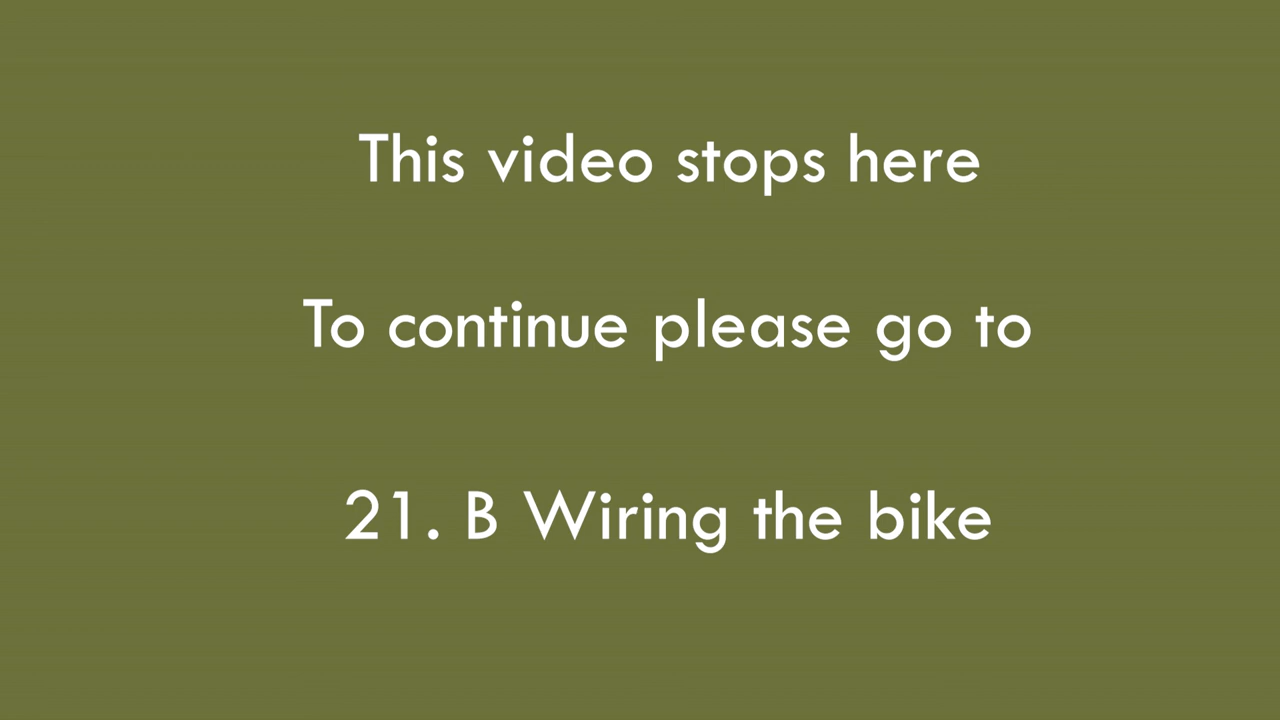 This video stops here
To continue please go to
21. B Wiring the bike